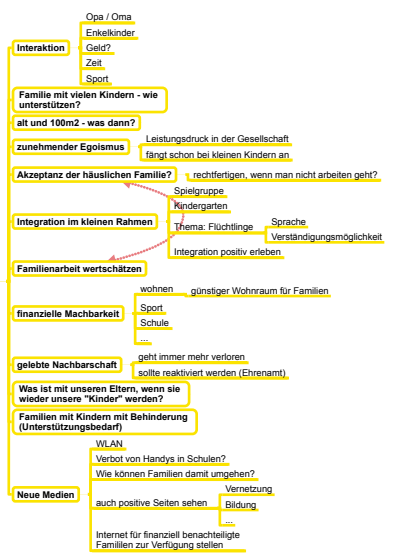 Opa / Oma
Enkelkinder
Interaktion
Geld?
Zeit
Sport
Familie mit vielen Kindern - wie
unterstützen?
alt und 100m2 - was dann?
zunehmender Egoismus
Leistungsdruck in der Gesellschaft
fängt schon bei kleinen Kindern an
Akzeptanz der häuslichen Familie?
rechtfertigen, wenn man nicht arbeiten geht?
Integration im kleinen Rahmen
Spielgruppe
Kindergarten
Thema: Flüchtlinge
Sprache
Verständigungsmöglichkeit
Integration positiv erleben
Familienarbeit wertschätzen
finanzielle Machbarkeit
wohnen
günstiger Wohnraum für Familien
Sport
Schule
...
gelebte Nachbarschaft
geht immer mehr verloren
sollte reaktiviert werden (Ehrenamt)
Was ist mit unseren Eltern, wenn sie
wieder unsere "Kinder" werden?
Familien mit Kindern mit Behinderung
(Unterstützungsbedarf)
Neue Medien
WLAN
Verbot von Handys in Schulen?
Wie können Familien damit umgehen?
auch positive Seiten sehen
Vernetzung
Bildung
...
Internet für finanziell benachteiligte
Famililen zur Verfügung stellen